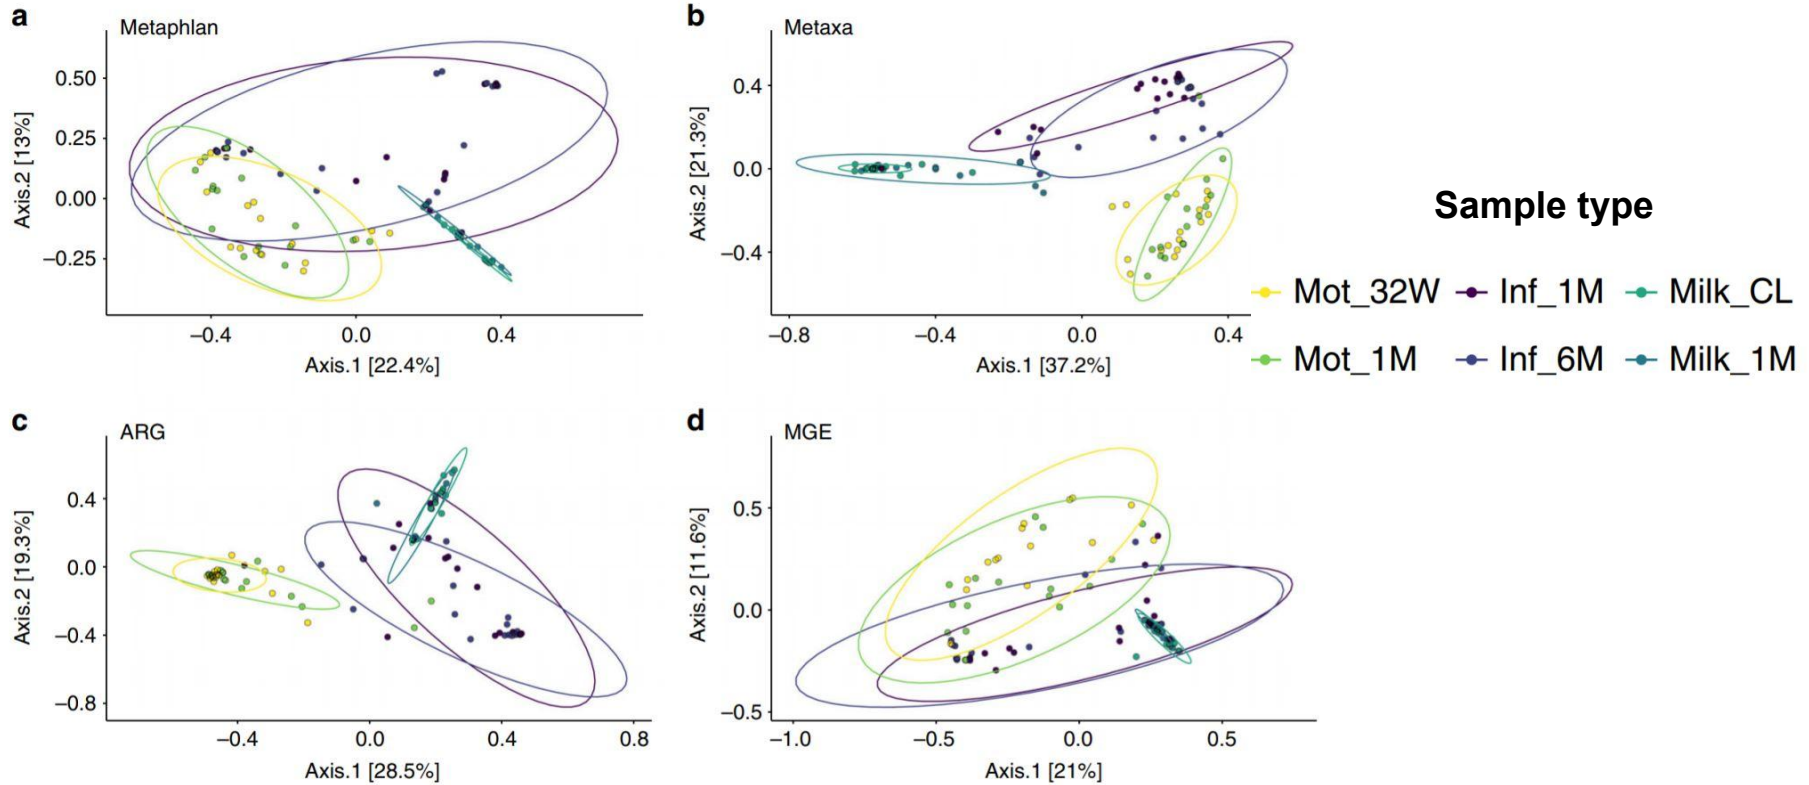 a
Metaphlan
0.50
0.25
0.00
−0.25
Axis.2 [13%]
−0.4
0.0
0.4
Axis.1 [22.4%]
b
Metaxa
0.4
0.0
−0.4
Axis.2 [21.3%]
−0.8
−0.4
0.0
0.4
Axis.1 [37.2%]
Sample type
Mot_32W
Inf_1M
Milk_CL
Mot_1M
Inf_6M
Milk_1M
c
ARG
0.4
0.0
−0.4
−0.8
Axis.2 [19.3%]
−0.4
0.0
0.4
0.8
Axis.1 [28.5%]
d
MGE
0.5
0.0
−0.5
Axis.2 [11.6%]
−1.0
−0.5
0.0
0.5
Axis.1 [21%]